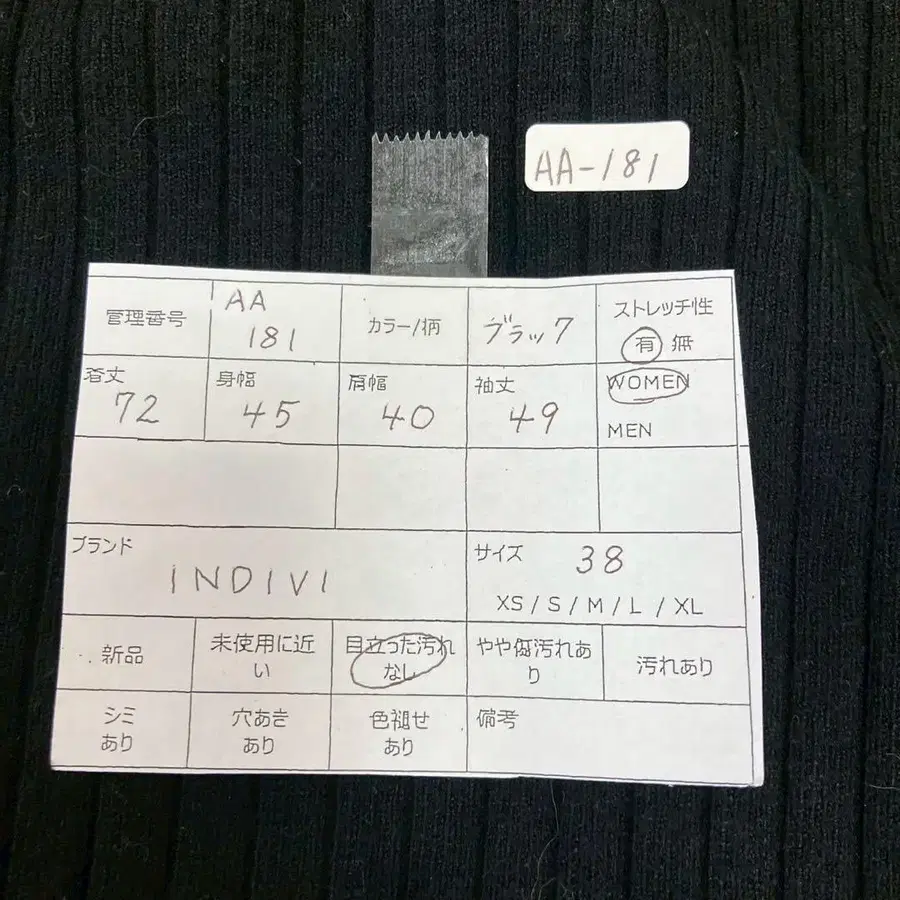 AA-181
管理番号
AA
181
カラー/柄
ブラック
ストレッチ性
有 無
着丈
72
身幅
45
肩幅
40
袖丈
49
WOMEN
MEN
ブランド
INDIVI
サイズ 38
XS / S / M / L / XL
新品
未使用に近
い
目立った汚れ
なし
やや傷汚れあ
り
汚れあり
シミ
あり
穴あき
あり
色褪せ
あり
備考